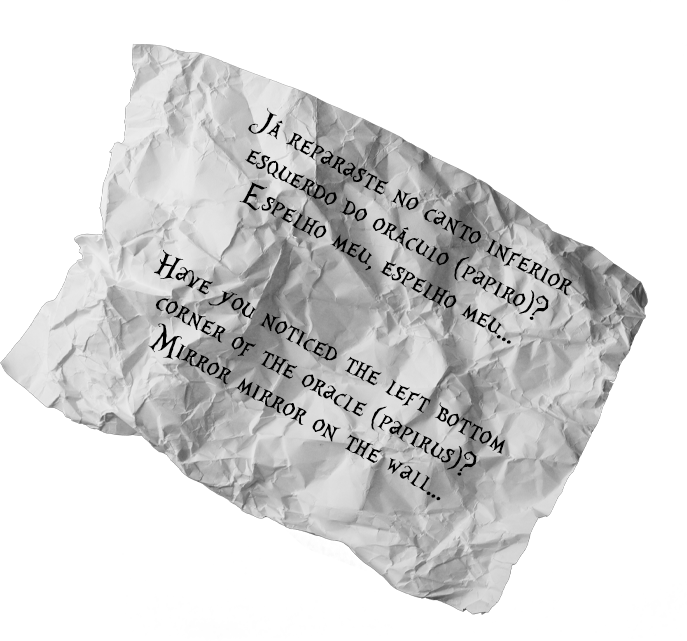 Já reparaste no canto inferior
esquerdo do oráculo (papiro)?
Espelho meu, espelho meu...
Have you noticed the left bottom
corner of the oracle (papirus)?
Mirror mirror on the wall...